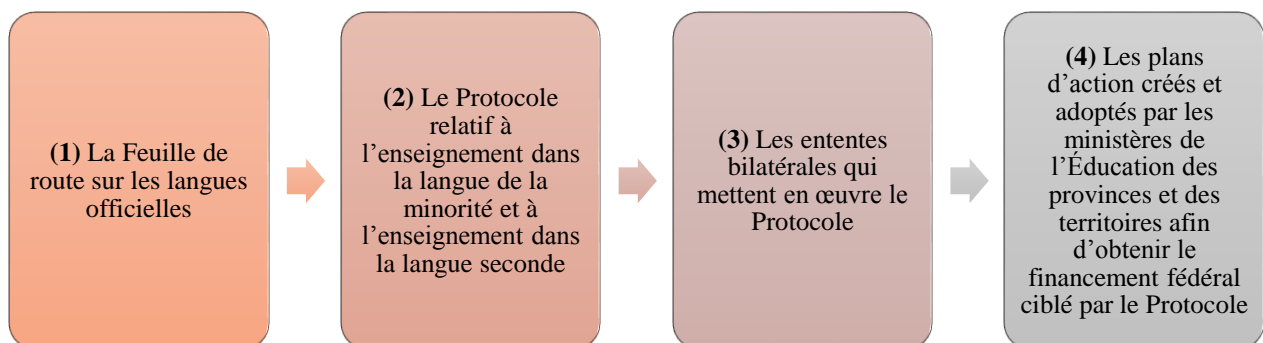 (1) La Feuille de
route sur les langues
officielles
(2) Le Protocole
relatif à
l’enseignement dans
la langue de la
minorité et à
l’enseignement dans
la langue seconde
(3) Les ententes
bilatérales qui
mettent en œuvre le
Protocole
(4) Les plans
d’action créés et
adoptés par les
ministères de
l’Éducation des
provinces et des
territoires afin
d’obtenir le
financement fédéral
ciblé par le Protocole